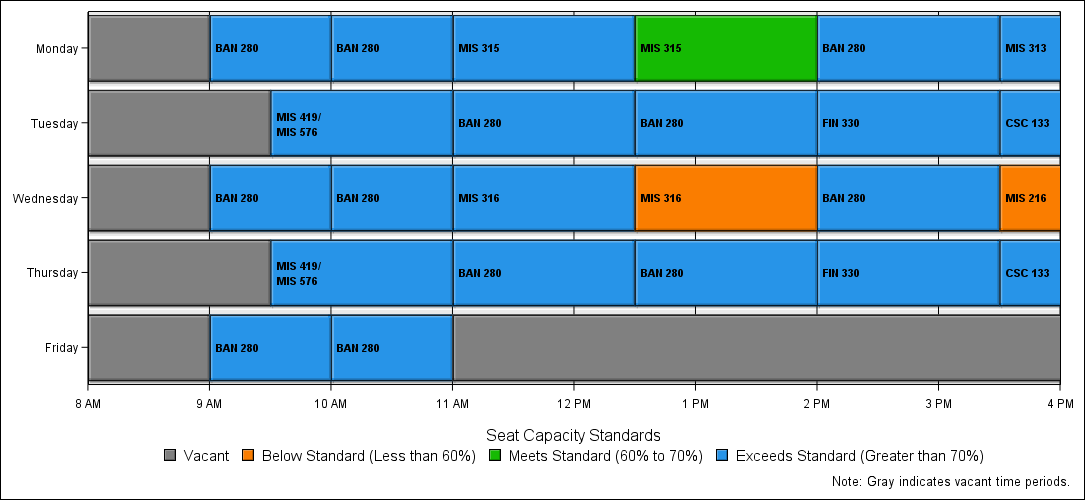 Monday
BAN 280
BAN 280
MIS 315
MIS 315
BAN 280
MIS 313
Tuesday
MIS 419/
MIS 576
BAN 280
BAN 280
FIN 330
CSC 133
Wednesday
BAN 280
BAN 280
MIS 316
MIS 316
BAN 280
MIS 216
Thursday
MIS 419/
MIS 576
BAN 280
BAN 280
FIN 330
CSC 133
Friday
BAN 280
BAN 280
8 AM
9 AM
10 AM
11 AM
12 PM
1 PM
2 PM
3 PM
4 PM
Seat Capacity Standards
Vacant
Below Standard (Less than 60%)
Meets Standard (60% to 70%)
Exceeds Standard (Greater than 70%)
Note: Gray indicates vacant time periods.